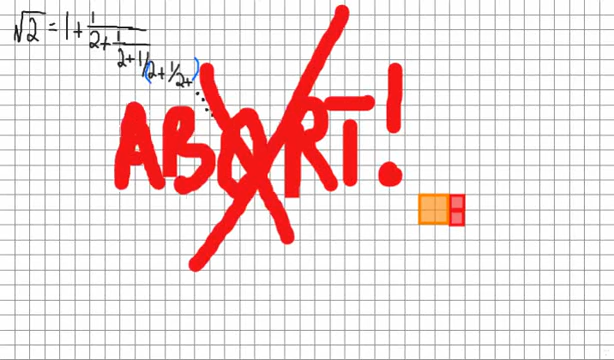 √2 = 1 + 1/2 + 1/2 + 1/(2 + 1/2+ ⋱)
ABORT!